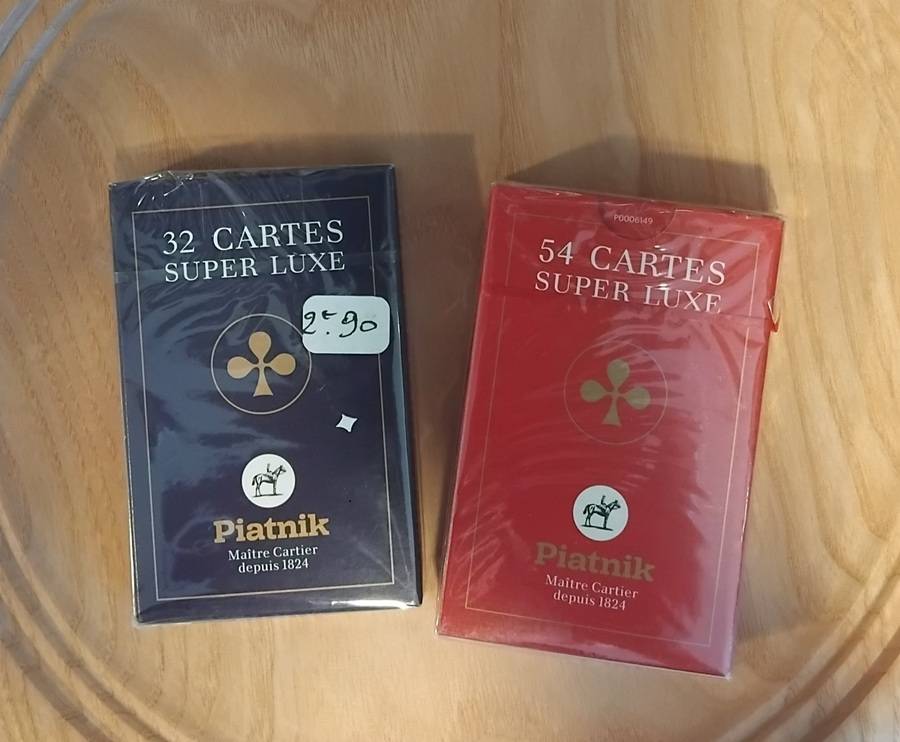 32 CARTES
SUPER LUXE
2€.90
Piatnik
Maître Cartier
depuis 1824
P0006149
54 CARTES
SUPER LUXE
Piatnik
Maître Cartier
depuis 1824